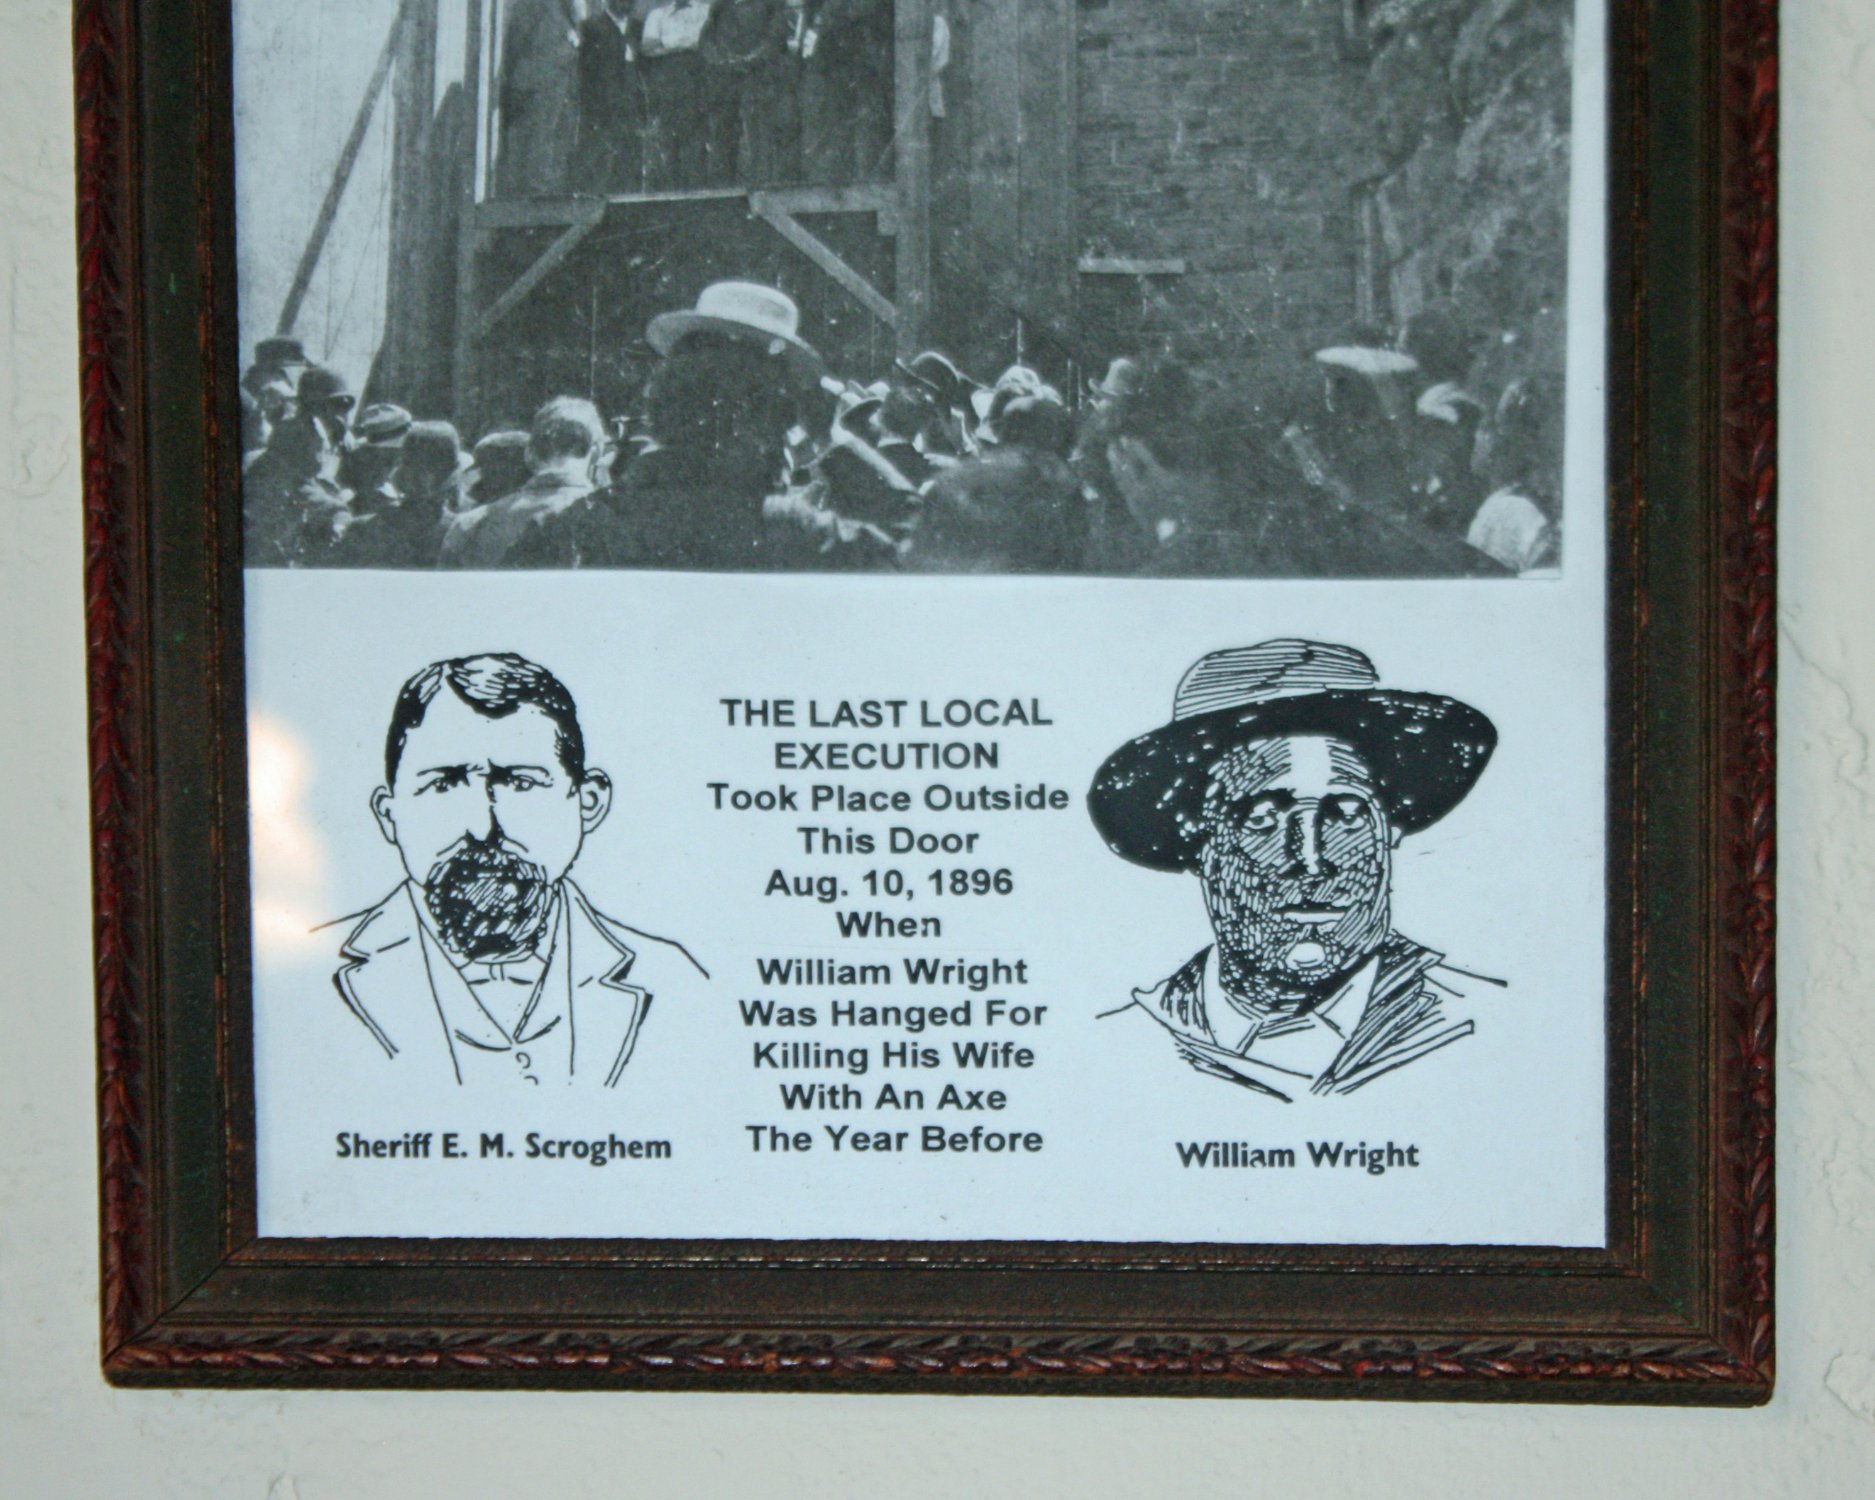 THE LAST LOCAL
EXECUTION
Took Place Outside
This Door
Aug. 10, 1896
When
William Wright
Was Hanged For
Killing His Wife
With An Axe
The Year Before
Sheriff E. M. Scroghem
William Wright